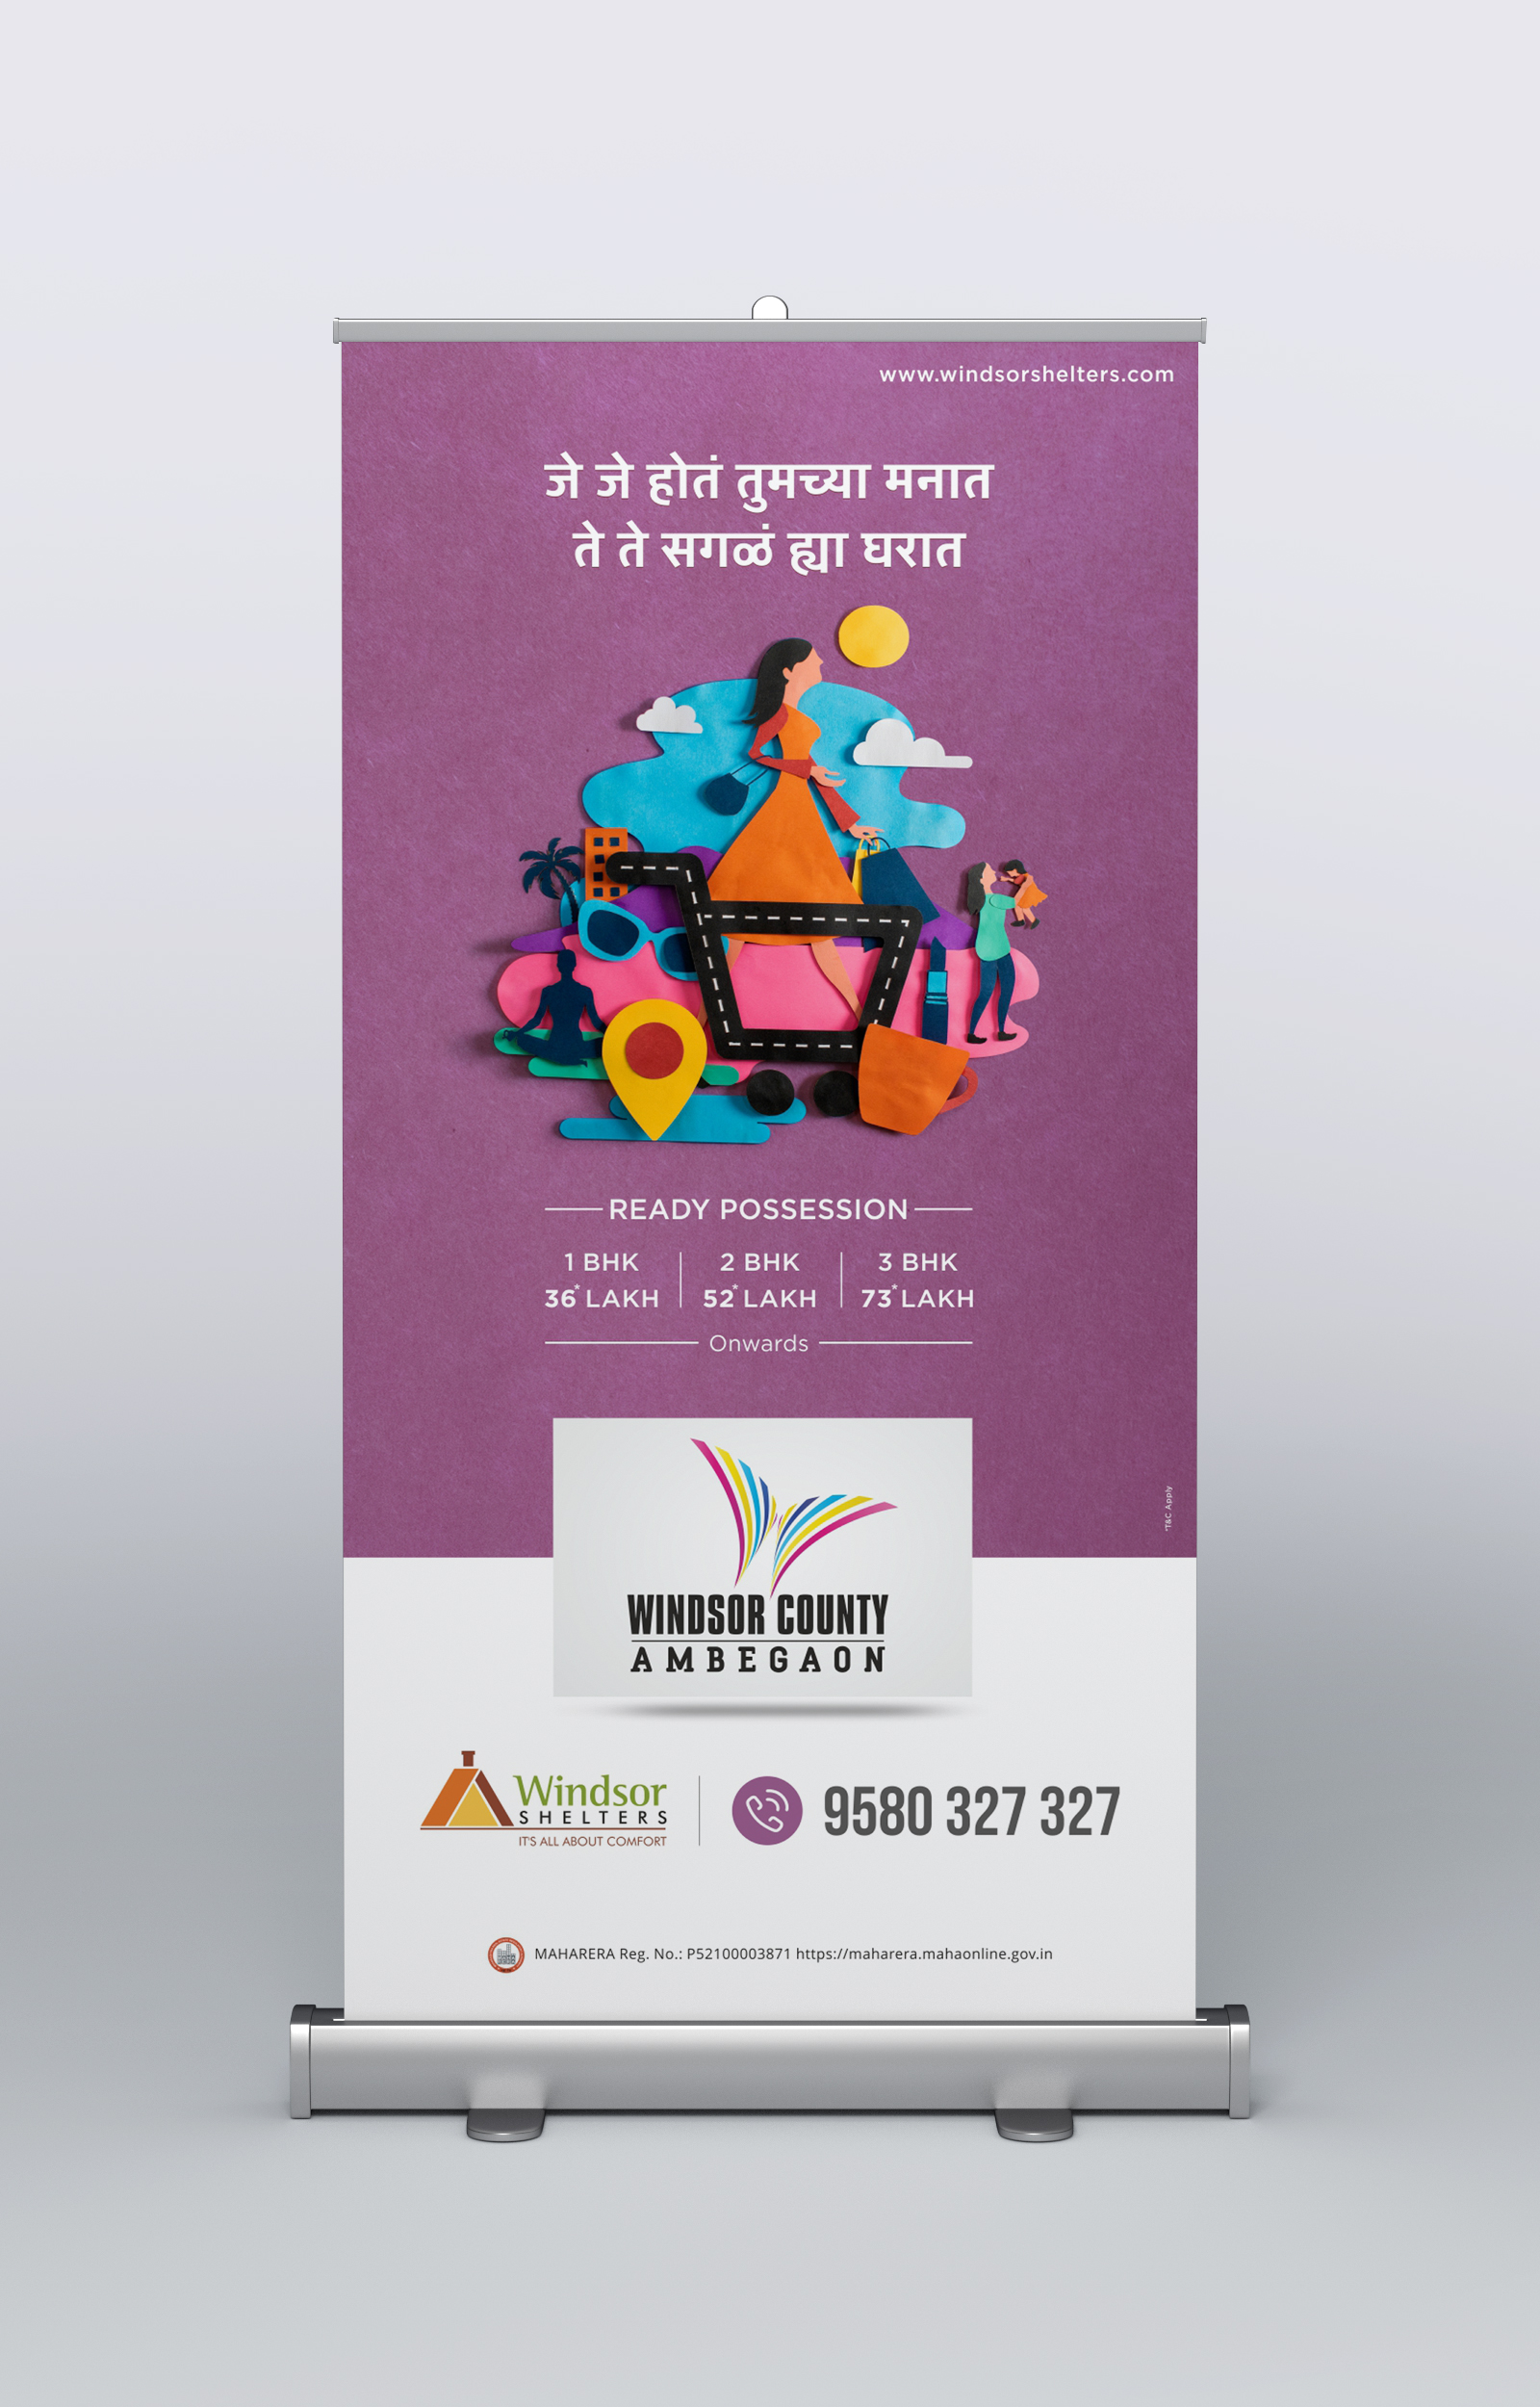 www.windsorshelters.com
जे जे होतं तुमच्या मनात
ते ते सगळं ह्या घरात
READY POSSESSION
1 BHK 2 BHK 3 BHK
36* LAKH 52* LAKH 73* LAKH
Onwards
*T&C Apply
WINDSOR COUNTY
AMBEGAON
Windsor
SHELTERS
IT'S ALL ABOUT COMFORT
9580 327 327
MAHARERA Reg. No.: P52100003871 https://maharera.mahaonline.gov.in